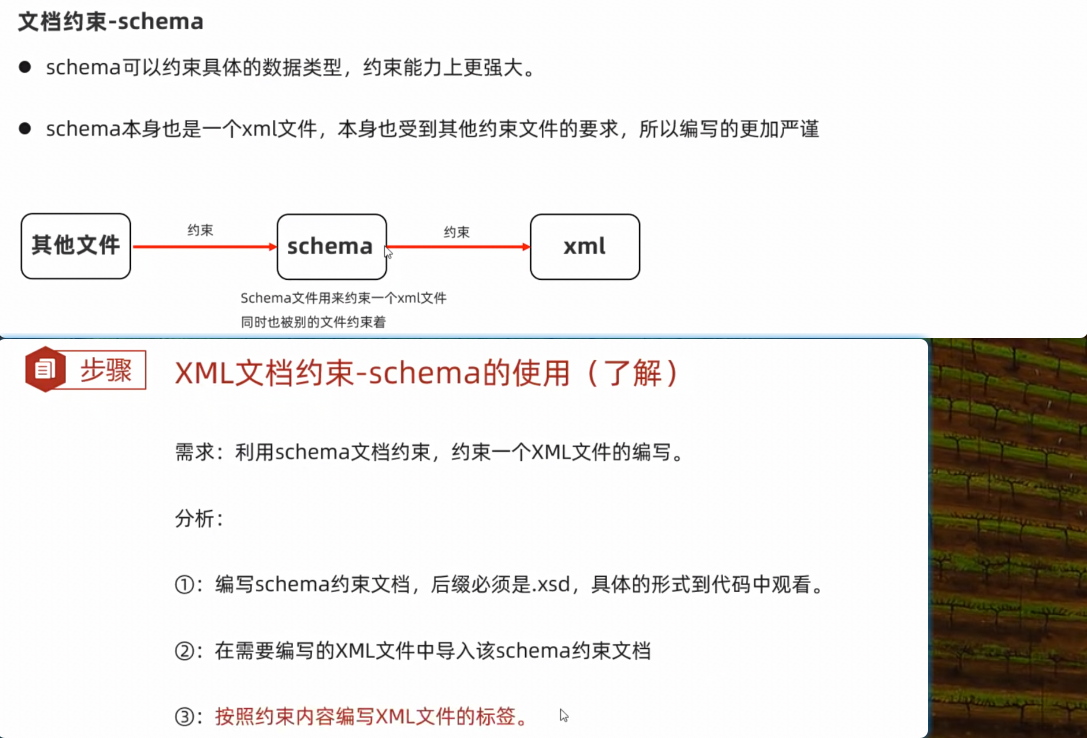 文档约束-schema
● schema可以约束具体的数据类型，约束能力上更强大。
● schema本身也是一个xml文件，本身也受到其他约束文件的要求，所以编写的更加严谨
其他文件 约束 schema 约束 xml
Schema文件用来约束一个xml文件
同时也被别的文件约束着
步骤 XML文档约束-schema的使用（了解）
需求：利用schema文档约束，约束一个XML文件的编写。
分析：
①：编写schema约束文档，后缀必须是.xsd，具体的形式到代码中观看。
②：在需要编写的XML文件中导入该schema约束文档
③：按照约束内容编写XML文件的标签。